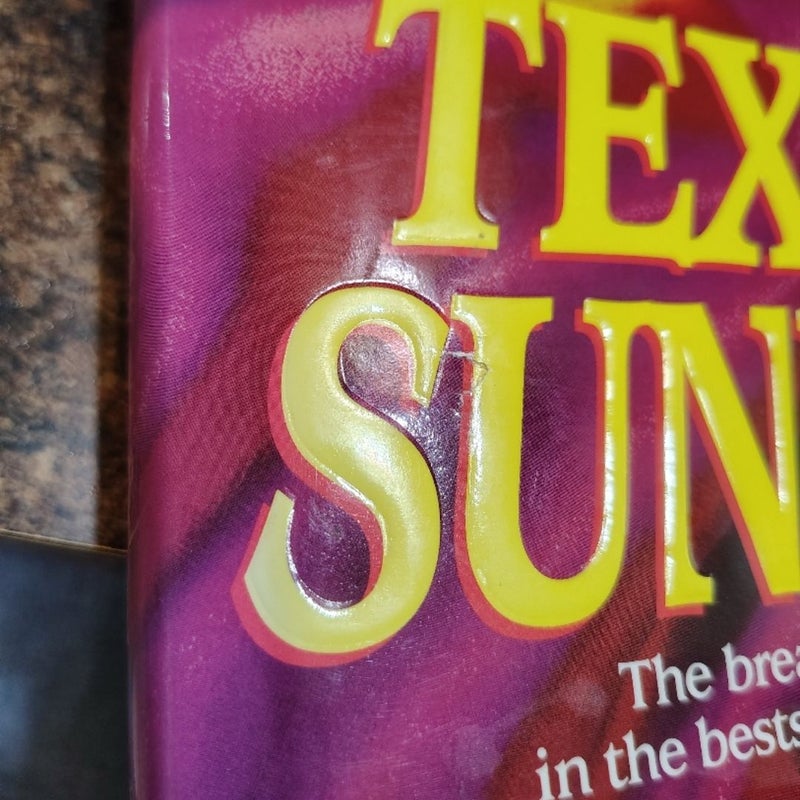 TEX
SUN
The brea
in the bests